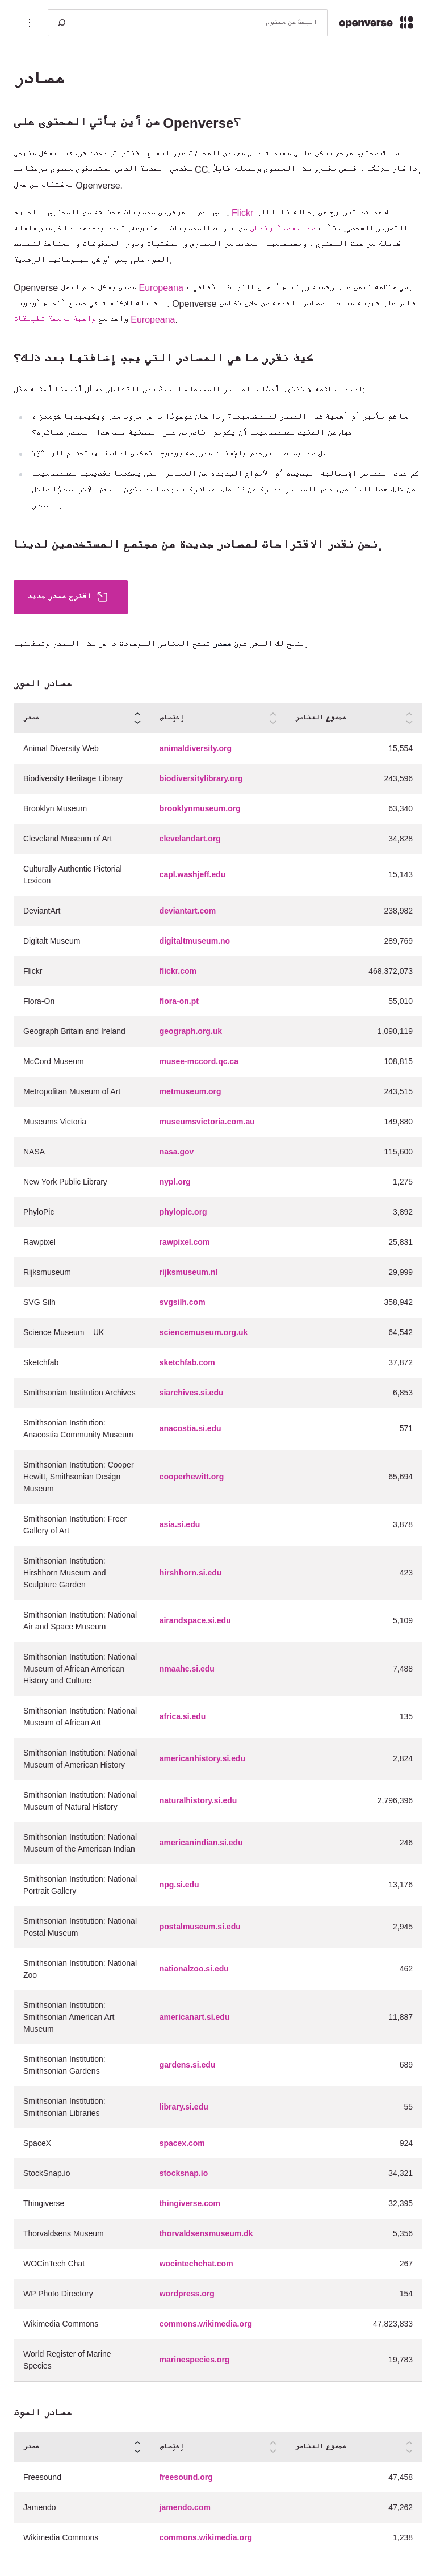 openverse
البحث عن محتوى
مصادر
من أين يأتي المحتوى على Openverse؟
هناك محتوى مرخص بشكل علني مستضاف على ملايين المجالات عبر اتساع الإنترنت. يحدد فريقنا بشكل منهجي
مقدمي الخدمة الذين يستضيفون محتوى مرخصًا بـ CC. إذا كان ملائمًا ، فنحن نفهرس هذا المحتوى ونجعله قابلاً
للاكتشاف من خلال Openverse.
لدى بعض الموفرين مجموعات مختلفة من المحتوى بداخلهم. Flickr له مصادر تتراوح من وكالة ناسا إلى
التصوير الشخصي. يتألف معهد سميثسونيان من عشرات المجموعات المتنوعة. تدير ويكيميديا كومنز سلسلة
كاملة من حيث المحتوى ، وتستخدمها العديد من المعارض والمكتبات ودور المحفوظات والمتاحف لتسليط
الضوء على بعض أو كل مجموعاتها الرقمية.
Openverse ممتن بشكل خاص لعمل Europeana ، وهي منظمة تعمل على رقمنة وإنشاء أعمال التراث الثقافي
القابلة للاكتشاف في جميع أنحاء أوروبا. Openverse قادر على فهرسة مئات المصادر القيمة من خلال تكامل
واحد مع واجهة برمجة تطبيقات Europeana.
كيف نقرر ما هي المصادر التي يجب إضافتها بعد ذلك؟
لدينا قائمة لا تنتهي أبدًا بالمصادر المحتملة للبحث قبل التكامل. نسأل أنفسنا أسئلة مثل:
ما هو تأثير أو أهمية هذا المصدر لمستخدمينا؟ إذا كان موجودًا داخل مزود مثل ويكيميديا كومنز ،
فهل من المفيد لمستخدمينا أن يكونوا قادرين على التصفية حسب هذا المصدر مباشرة؟
هل معلومات الترخيص والإسناد معروضة بوضوح لتمكين إعادة الاستخدام الواثق؟
كم عدد العناصر الإجمالية الجديدة أو الأنواع الجديدة من العناصر التي يمكننا تقديمها لمستخدمينا
من خلال هذا التكامل؟ بعض المصادر عبارة عن تكاملات مباشرة ، بينما قد يكون البعض الآخر مصدرًا داخل
المصدر.
نحن نقدر الاقتراحات لمصادر جديدة من مجتمع المستخدمين لدينا.
اقترح مصدر جديد
يتيح لك النقر فوق مصدر تصفح العناصر الموجودة داخل هذا المصدر وتصفيتها.
مصادر الصور
مصدر إختصاص مجموع العناصر
Animal Diversity Web animaldiversity.org 15,554
Biodiversity Heritage Library biodiversitylibrary.org 243,596
Brooklyn Museum brooklynmuseum.org 63,340
Cleveland Museum of Art clevelandart.org 34,828
Culturally Authentic Pictorial
Lexicon capl.washjeff.edu 15,143
DeviantArt deviantart.com 238,982
Digitalt Museum digitaltmuseum.no 289,769
Flickr flickr.com 468,372,073
Flora-On flora-on.pt 55,010
Geograph Britain and Ireland geograph.org.uk 1,090,119
McCord Museum musee-mccord.qc.ca 108,815
Metropolitan Museum of Art metmuseum.org 243,515
Museums Victoria museumsvictoria.com.au 149,880
NASA nasa.gov 115,600
New York Public Library nypl.org 1,275
PhyloPic phylopic.org 3,892
Rawpixel rawpixel.com 25,831
Rijksmuseum rijksmuseum.nl 29,999
SVG Silh svgsilh.com 358,942
Science Museum – UK sciencemuseum.org.uk 64,542
Sketchfab sketchfab.com 37,872
Smithsonian Institution Archives siarchives.si.edu 6,853
Smithsonian Institution:
Anacostia Community Museum anacostia.si.edu 571
Smithsonian Institution: Cooper
Hewitt, Smithsonian Design
Museum cooperhewitt.org 65,694
Smithsonian Institution: Freer
Gallery of Art asia.si.edu 3,878
Smithsonian Institution:
Hirshhorn Museum and
Sculpture Garden hirshhorn.si.edu 423
Smithsonian Institution: National
Air and Space Museum airandspace.si.edu 5,109
Smithsonian Institution: National
Museum of African American
History and Culture nmaahc.si.edu 7,488
Smithsonian Institution: National
Museum of African Art africa.si.edu 135
Smithsonian Institution: National
Museum of American History americanhistory.si.edu 2,824
Smithsonian Institution: National
Museum of Natural History naturalhistory.si.edu 2,796,396
Smithsonian Institution: National
Museum of the American Indian americanindian.si.edu 246
Smithsonian Institution: National
Portrait Gallery npg.si.edu 13,176
Smithsonian Institution: National
Postal Museum postalmuseum.si.edu 2,945
Smithsonian Institution: National
Zoo nationalzoo.si.edu 462
Smithsonian Institution:
Smithsonian American Art
Museum americanart.si.edu 11,887
Smithsonian Institution:
Smithsonian Gardens gardens.si.edu 689
Smithsonian Institution:
Smithsonian Libraries library.si.edu 55
SpaceX spacex.com 924
StockSnap.io stocksnap.io 34,321
Thingiverse thingiverse.com 32,395
Thorvaldsens Museum thorvaldsensmuseum.dk 5,356
WOCinTech Chat wocintechchat.com 267
WP Photo Directory wordpress.org 154
Wikimedia Commons commons.wikimedia.org 47,823,833
World Register of Marine
Species marinespecies.org 19,783
مصادر الصوت
مصدر إختصاص مجموع العناصر
Freesound freesound.org 47,458
Jamendo jamendo.com 47,262
Wikimedia Commons commons.wikimedia.org 1,238